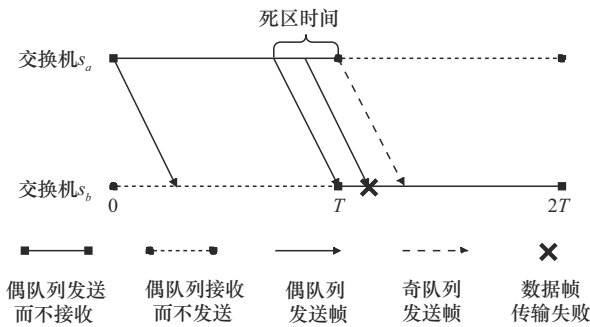 死区时间
交换机sa
交换机sb
0 T 2T
偶队列发送 偶队列接收 偶队列 奇队列 数据帧
而不接收 而不发送 发送帧 发送帧 传输失败